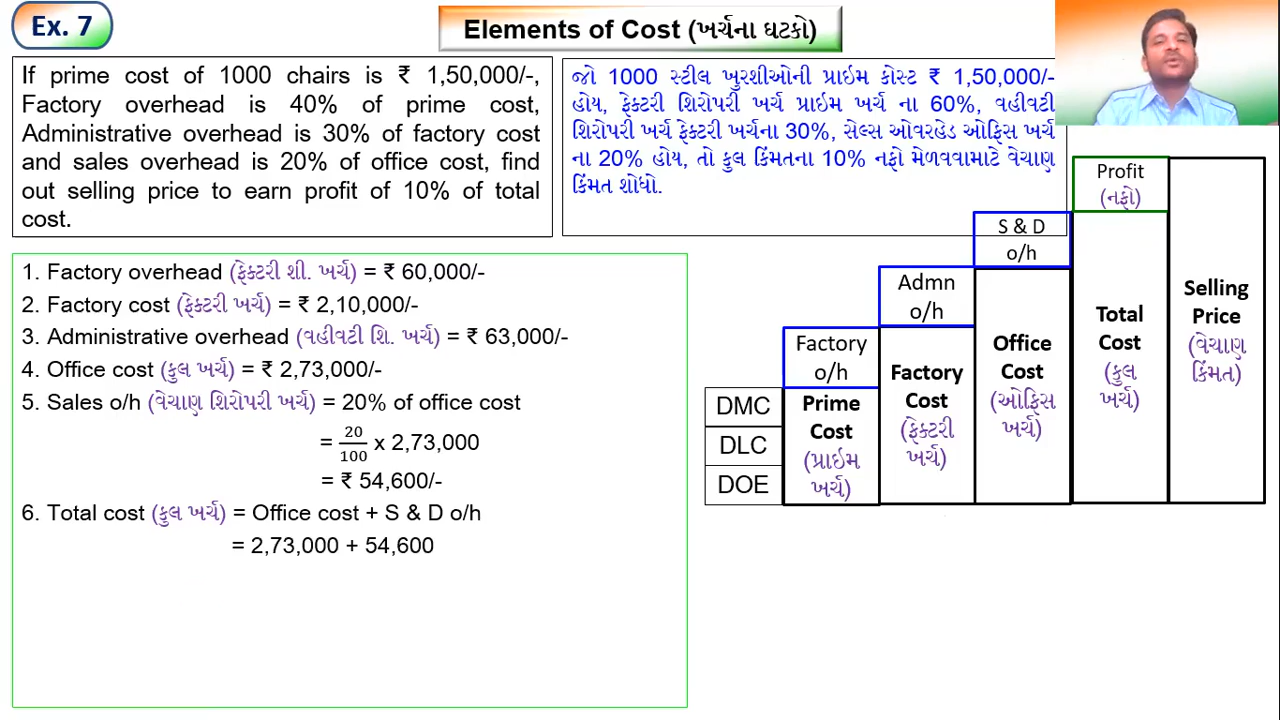 Ex. 7
Elements of Cost (ખર્ચના ઘટકો)
If prime cost of 1000 chairs is ₹ 1,50,000/-,
Factory overhead is 40% of prime cost,
Administrative overhead is 30% of factory cost
and sales overhead is 20% of office cost, find
out selling price to earn profit of 10% of total
cost.
જો 1000 સ્ટીલ ખુરશીઓની પ્રાઇમ કોસ્ટ ₹ 1,50,000/-
હોય, ફેક્ટરી શિરોપરી ખર્ચ પ્રાઇમ ખર્ચ ના 60%, વહીવટી
શિરોપરી ખર્ચ ફેક્ટરી ખર્ચના 30%, સેલ્સ ઓવરહેડ ઓફિસ ખર્ચ
ના 20% હોય, તો કુલ કિંમતના 10% નફો મેળવવામાટે વેચાણ
કિંમત શોધો.
1. Factory overhead (ફેક્ટરી શી. ખર્ચ) = ₹ 60,000/-
2. Factory cost (ફેક્ટરી ખર્ચ) = ₹ 2,10,000/-
3. Administrative overhead (વહીવટી શિ. ખર્ચ) = ₹ 63,000/-
4. Office cost (કુલ ખર્ચ) = ₹ 2,73,000/-
5. Sales o/h (વેચાણ શિરોપરી ખર્ચ) = 20% of office cost
= 20/100 x 2,73,000
= ₹ 54,600/-
6. Total cost (કુલ ખર્ચ) = Office cost + S & D o/h
= 2,73,000 + 54,600
DMC
DLC
DOE
Factory
o/h
Prime
Cost
(પ્રાઇમ
ખર્ચ)
Admn
o/h
Factory
Cost
(ફેક્ટરી
ખર્ચ)
S & D
o/h
Office
Cost
(ઓફિસ
ખર્ચ)
Profit
(નફો)
Total
Cost
(કુલ
ખર્ચ)
Selling
Price
(વેચાણ
કિંમત)